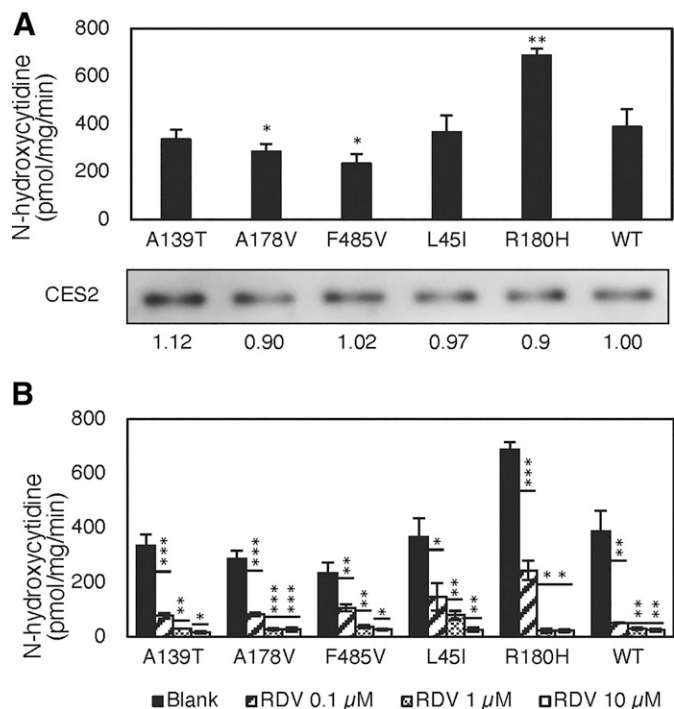 A
N-hydroxycytidine
(pmol/mg/min)
800
600
400
200
0
* * ** 
A139T A178V F485V L45I R180H WT
CES2
1.12 0.90 1.02 0.97 0.9 1.00
B
N-hydroxycytidine
(pmol/mg/min)
800
600
400
200
0
*** ** * *** *** *** ** ** * * ** ** *** * * ** ** **
A139T A178V F485V L45I R180H WT
Blank RDV 0.1 μM RDV 1 μM RDV 10 μM